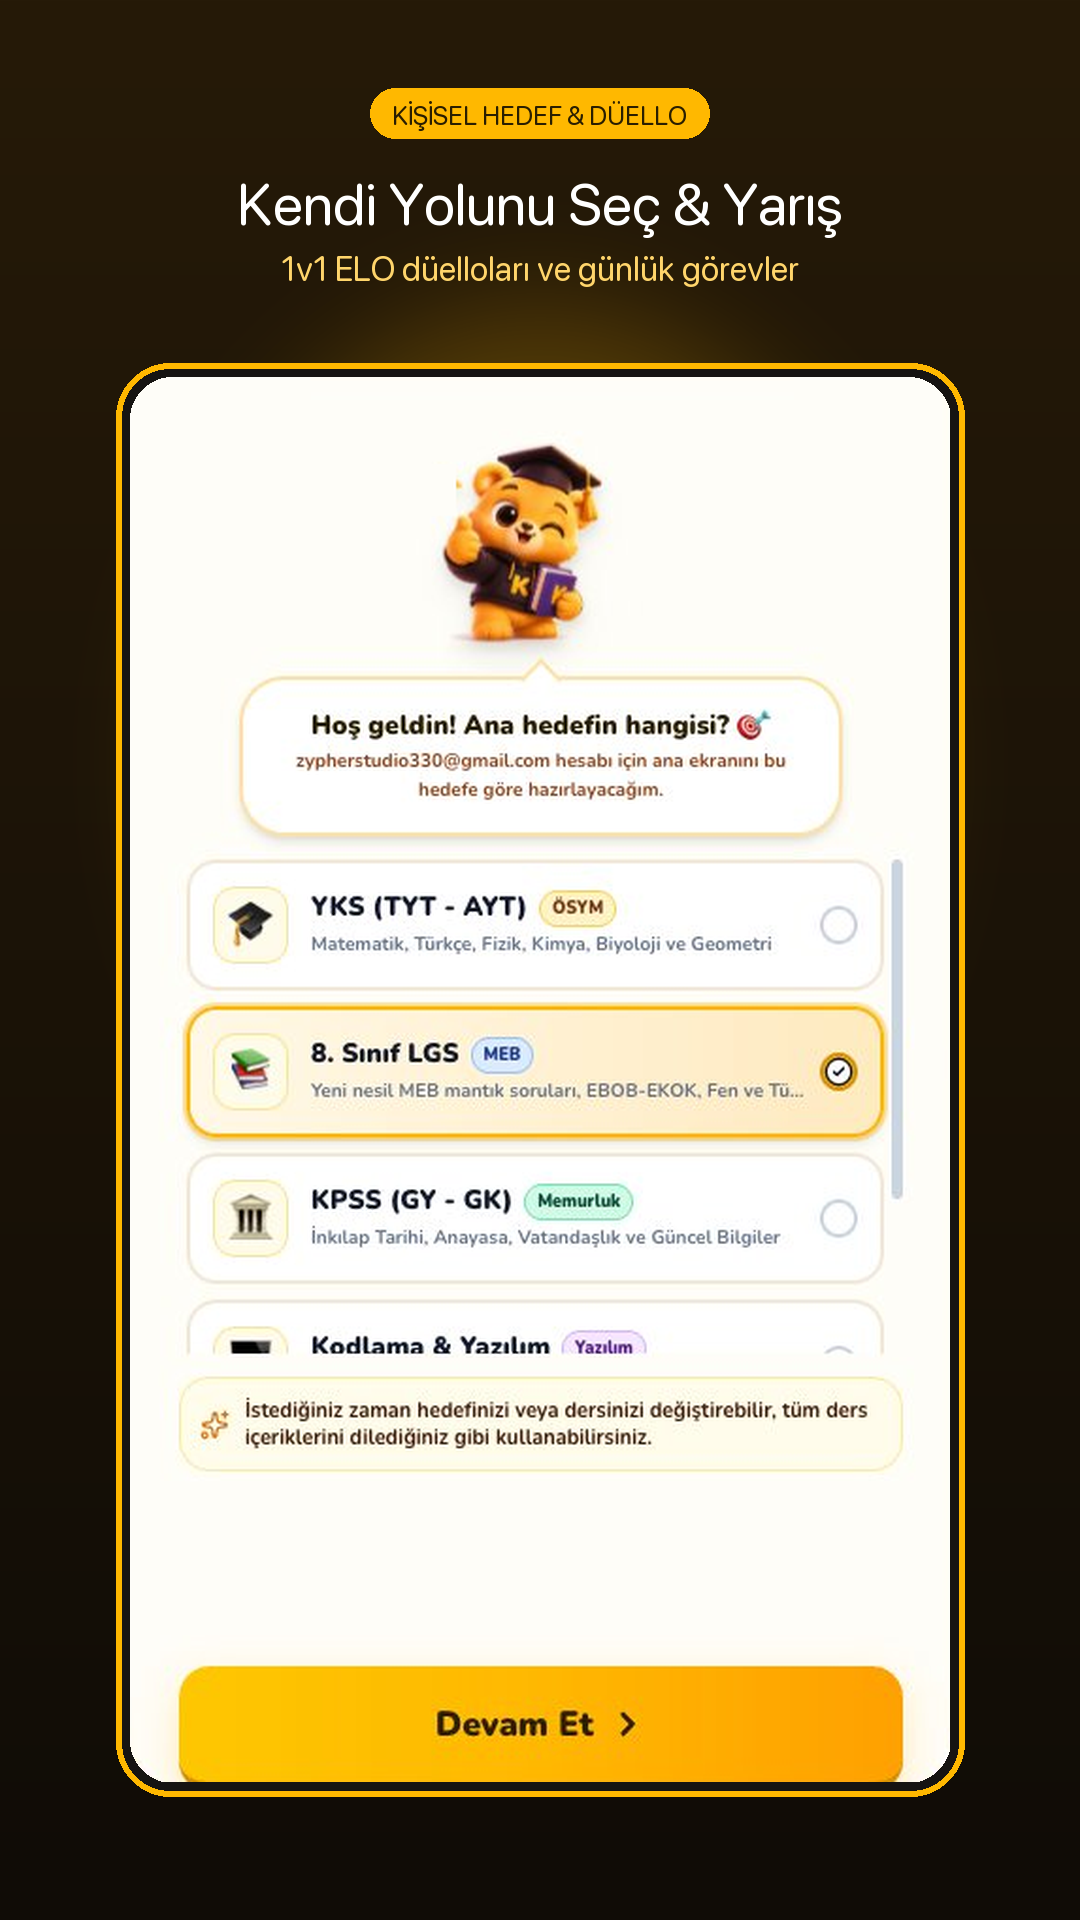 KİŞİSEL HEDEF & DÜELLO
Kendi Yolunu Seç & Yarış
1v1 ELO düelloları ve günlük görevler
K
K
Hoş geldin! Ana hedefin hangisi? 🎯
zypherstudio330@gmail.com hesabı için ana ekranını bu
hedefe göre hazırlayacağım.
YKS (TYT - AYT) ÖSYM
Matematik, Türkçe, Fizik, Kimya, Biyoloji ve Geometri
8. Sınıf LGS MEB
Yeni nesil MEB mantık soruları, EBOB-EKOK, Fen ve Tü...
KPSS (GY - GK) Memurluk
İnkılap Tarihi, Anayasa, Vatandaşlık ve Güncel Bilgiler
Kodlama & Yazılım Yazılım
İstediğiniz zaman hedefinizi veya dersinizi değiştirebilir, tüm ders
içeriklerini dilediğiniz gibi kullanabilirsiniz.
Devam Et >